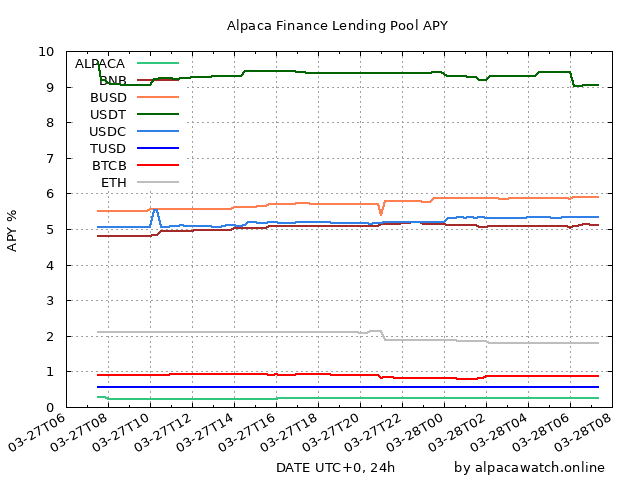 Alpaca Finance Lending Pool APY
APY %
10
9
8
7
6
5
4
3
2
1
0
ALPACA
BNB
BUSD
USDT
USDC
TUSD
BTCB
ETH
03-27T06
03-27T08
03-27T10
03-27T12
03-27T14
03-27T16
03-27T18
03-27T20
03-27T22
03-28T00
03-28T02
03-28T04
03-28T06
03-28T08
DATE UTC+0, 24h
by alpacawatch.online